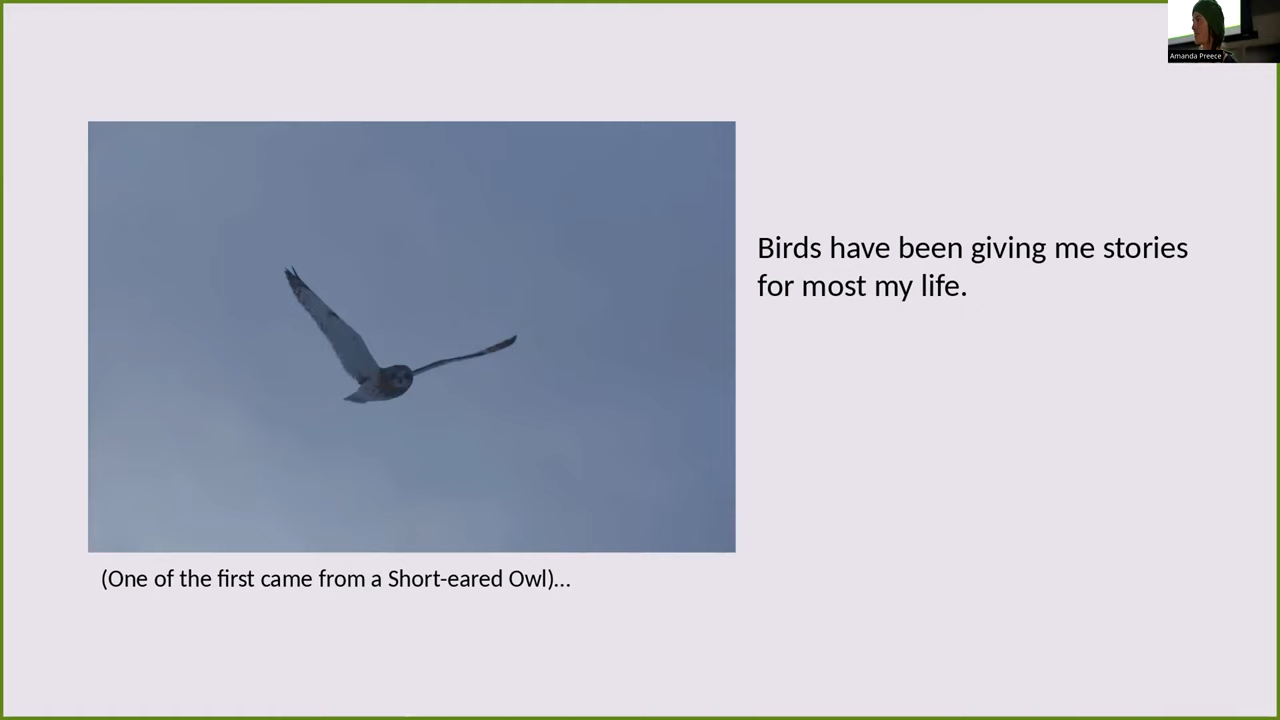 Amanda Preece
Birds have been giving me stories
for most my life.
(One of the first came from a Short-eared Owl)...